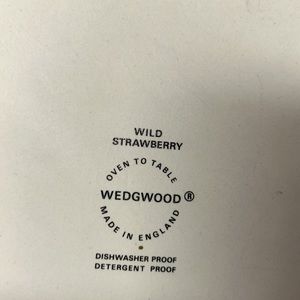 WILD
STRAWBERRY
OVEN TO TABLE
WEDGWOOD ®
MADE IN ENGLAND
DISHWASHER PROOF
DETERGENT PROOF